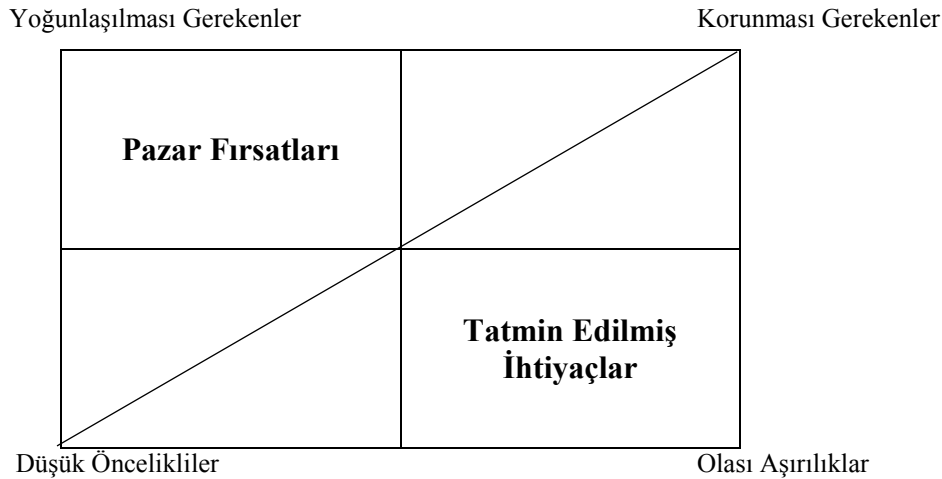 Yoğunlaşılması Gerekenler
Korunması Gerekenler
Pazar Fırsatları
Tatmin Edilmiş
İhtiyaçlar
Düşük Öncelikliler
Olası Aşırılıklar